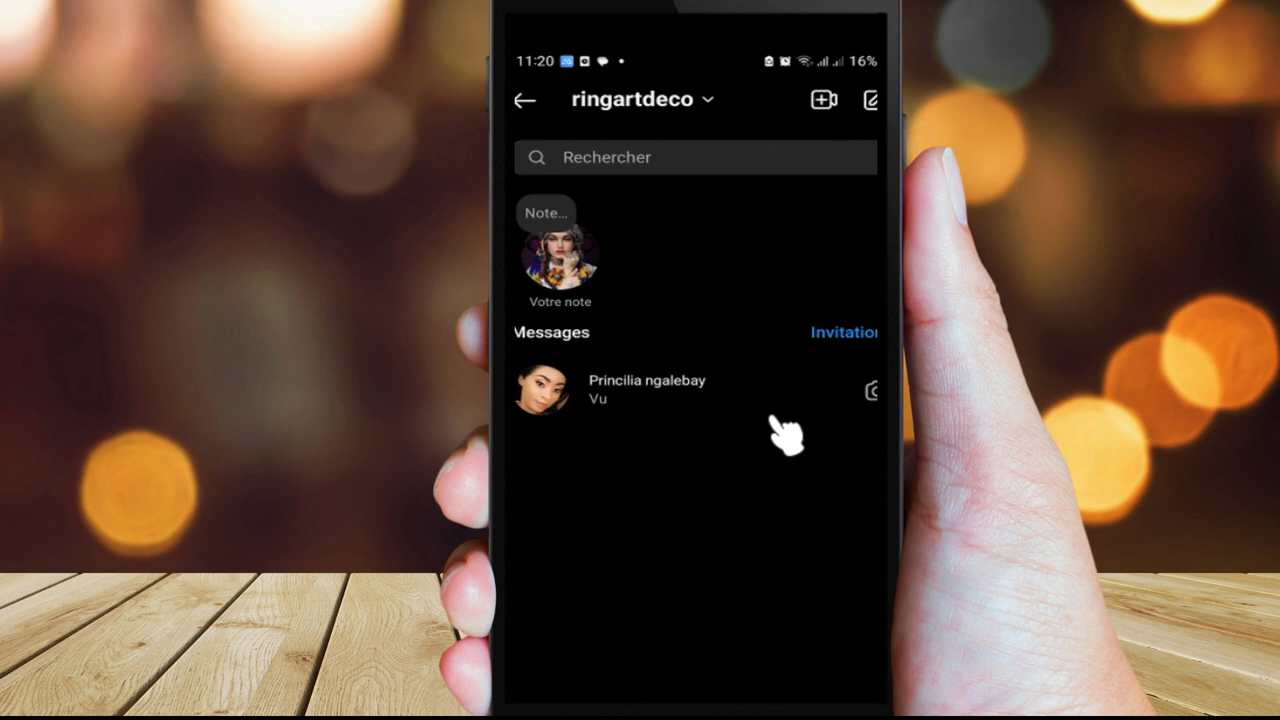 11:20 16%
ringartdeco
Rechercher
Note...
Votre note
Messages Invitation
Princilia ngalebay
Vu